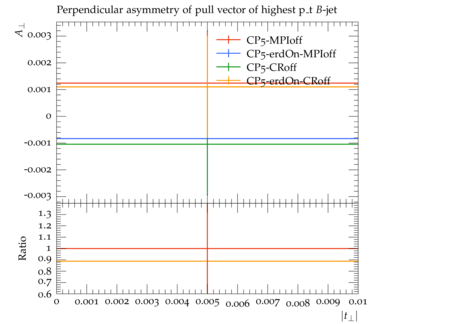 Perpendicular asymmetry of pull vector of highest p_t B-jet
A⊥
0.003
0.002
0.001
0
-0.001
-0.002
-0.003
CP5-MPIoff
CP5-erdOn-MPIoff
CP5-CRoff
CP5-erdOn-CRoff
Ratio
1.3
1.2
1.1
1
0.9
0.8
0.7
0.6
0 0.001 0.002 0.003 0.004 0.005 0.006 0.007 0.008 0.009 0.01
|t⊥|